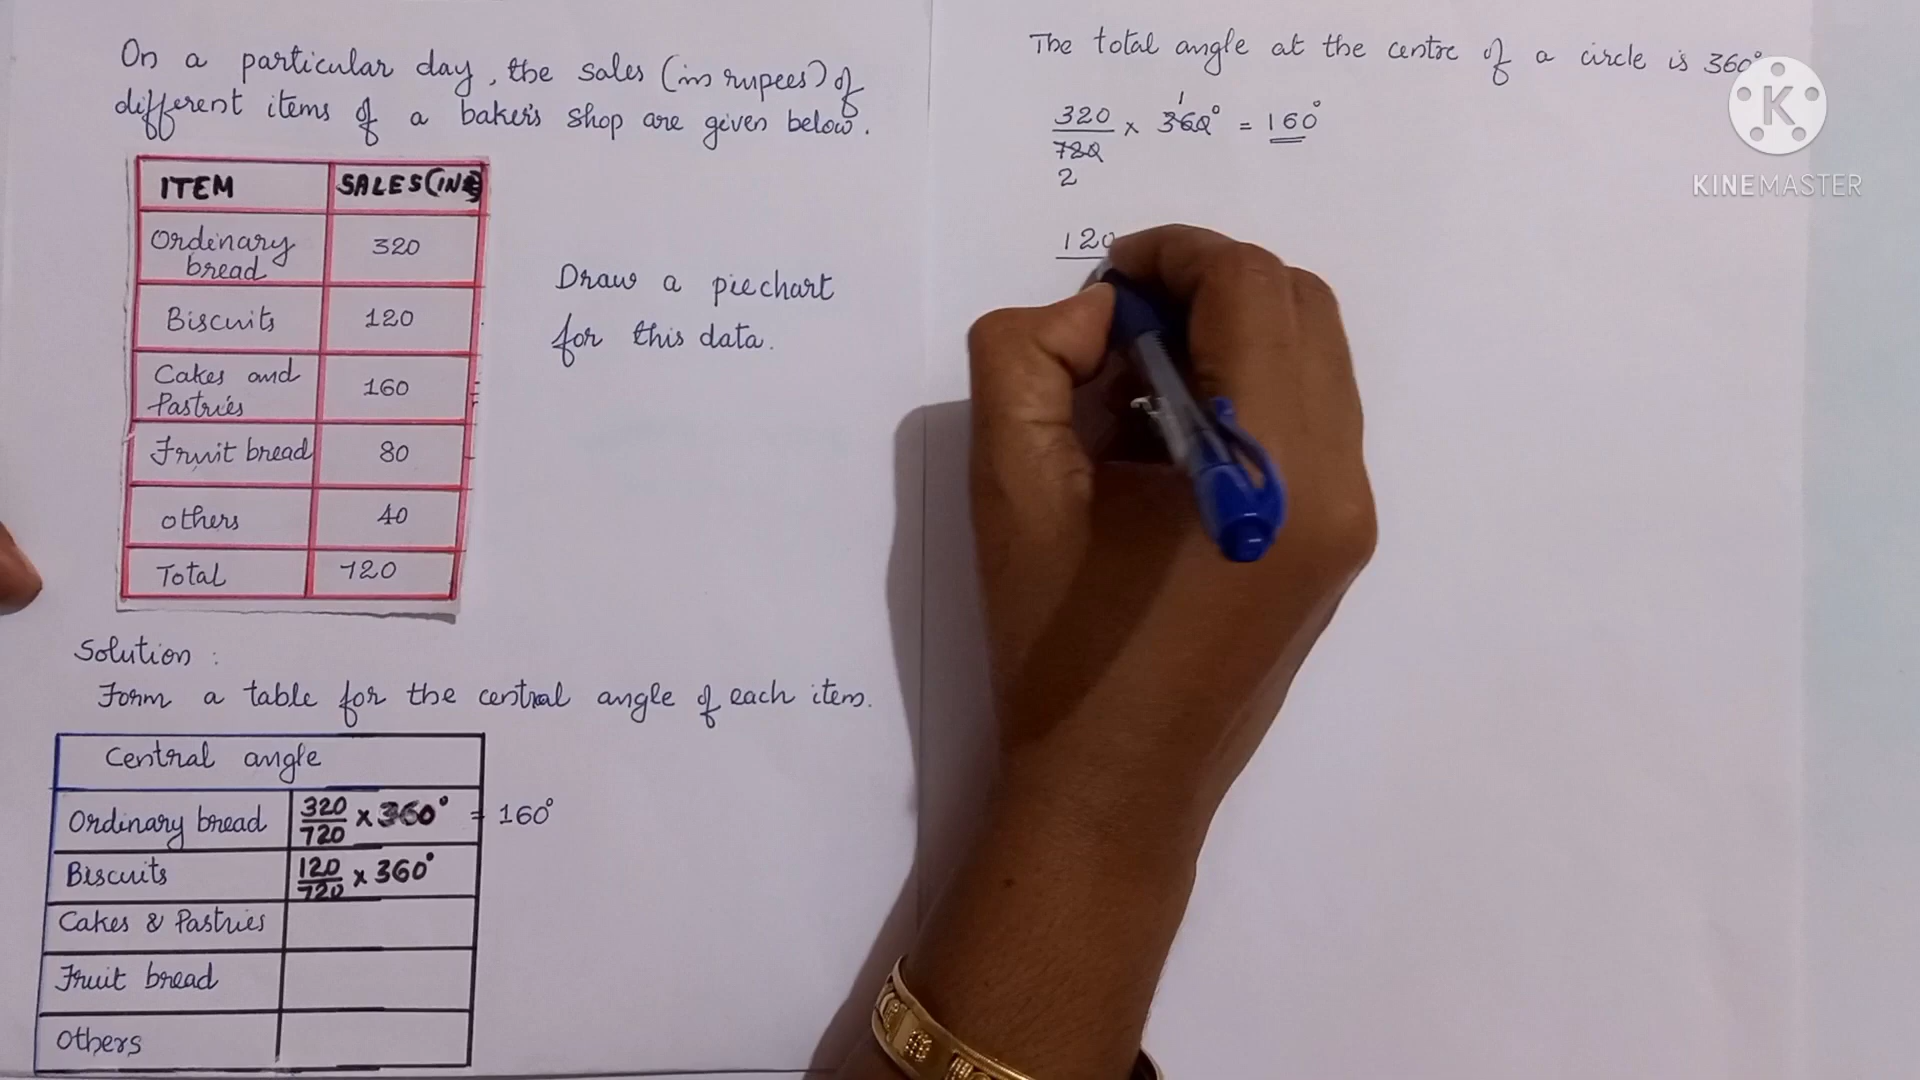 On a particular day, the sales (in rupees) of
different items of a baker's shop are given below.
ITEM SALES(IN
Ordinary bread 320
Biscuits 120
Cakes and Pastries 160
Fruit bread 80
others 40
Total 720
Draw a piechart
for this data.
Solution :
Form a table for the central angle of each item.
Central angle
Ordinary bread 320/720 × 360° = 160°
Biscuits 120/720 × 360°
Cakes & Pastries
Fruit bread
Others
The total angle at the centre of a circle is 360°
320/720 × 360° = 160°
1
2
120
K
KINEMASTER